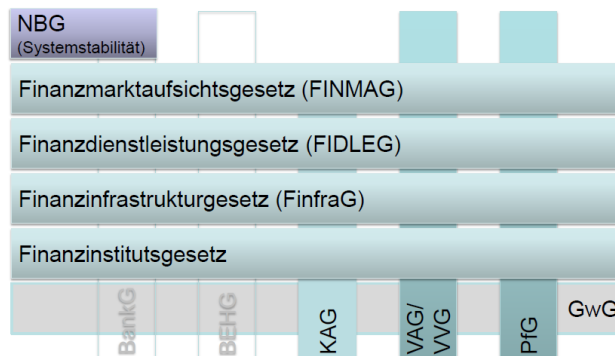 NBG
(Systemstabilität)
Finanzmarktaufsichtsgesetz (FINMAG)
Finanzdienstleistungsgesetz (FIDLEG)
Finanzinfrastrukturgesetz (FinfraG)
Finanzinstitutsgesetz
BankG
BEHG
KAG
VAG/
VVG
PfG
GwG